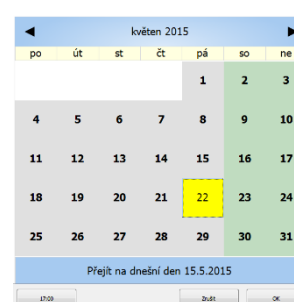 květen 2015
po út st čt pá so ne
1 2 3
4 5 6 7 8 9 10
11 12 13 14 15 16 17
18 19 20 21 22 23 24
25 26 27 28 29 30 31
Přejít na dnešní den 15.5.2015
17:09 Zrušit OK